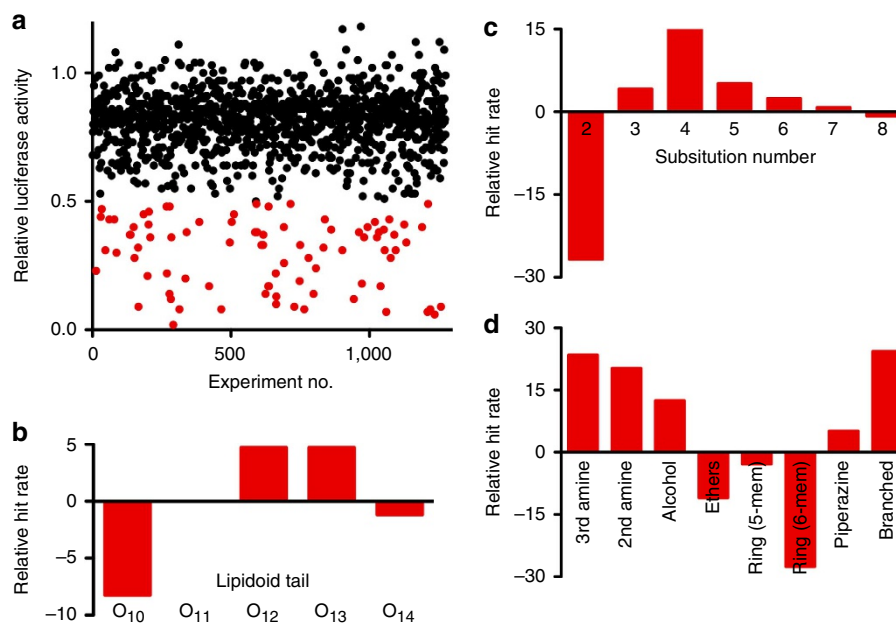 a
Relative luciferase activity
1.0
0.5
0.0
0 500 1,000
Experiment no.
b
Relative hit rate
5
0
−5
−10
Lipidoid tail
O10 O11 O12 O13 O14
c
Relative hit rate
15
0
−15
−30
2 3 4 5 6 7 8
Subsitution number
d
Relative hit rate
30
15
0
−15
−30
3rd amine
2nd amine
Alcohol
Ethers
Ring (5-mem)
Ring (6-mem)
Piperazine
Branched